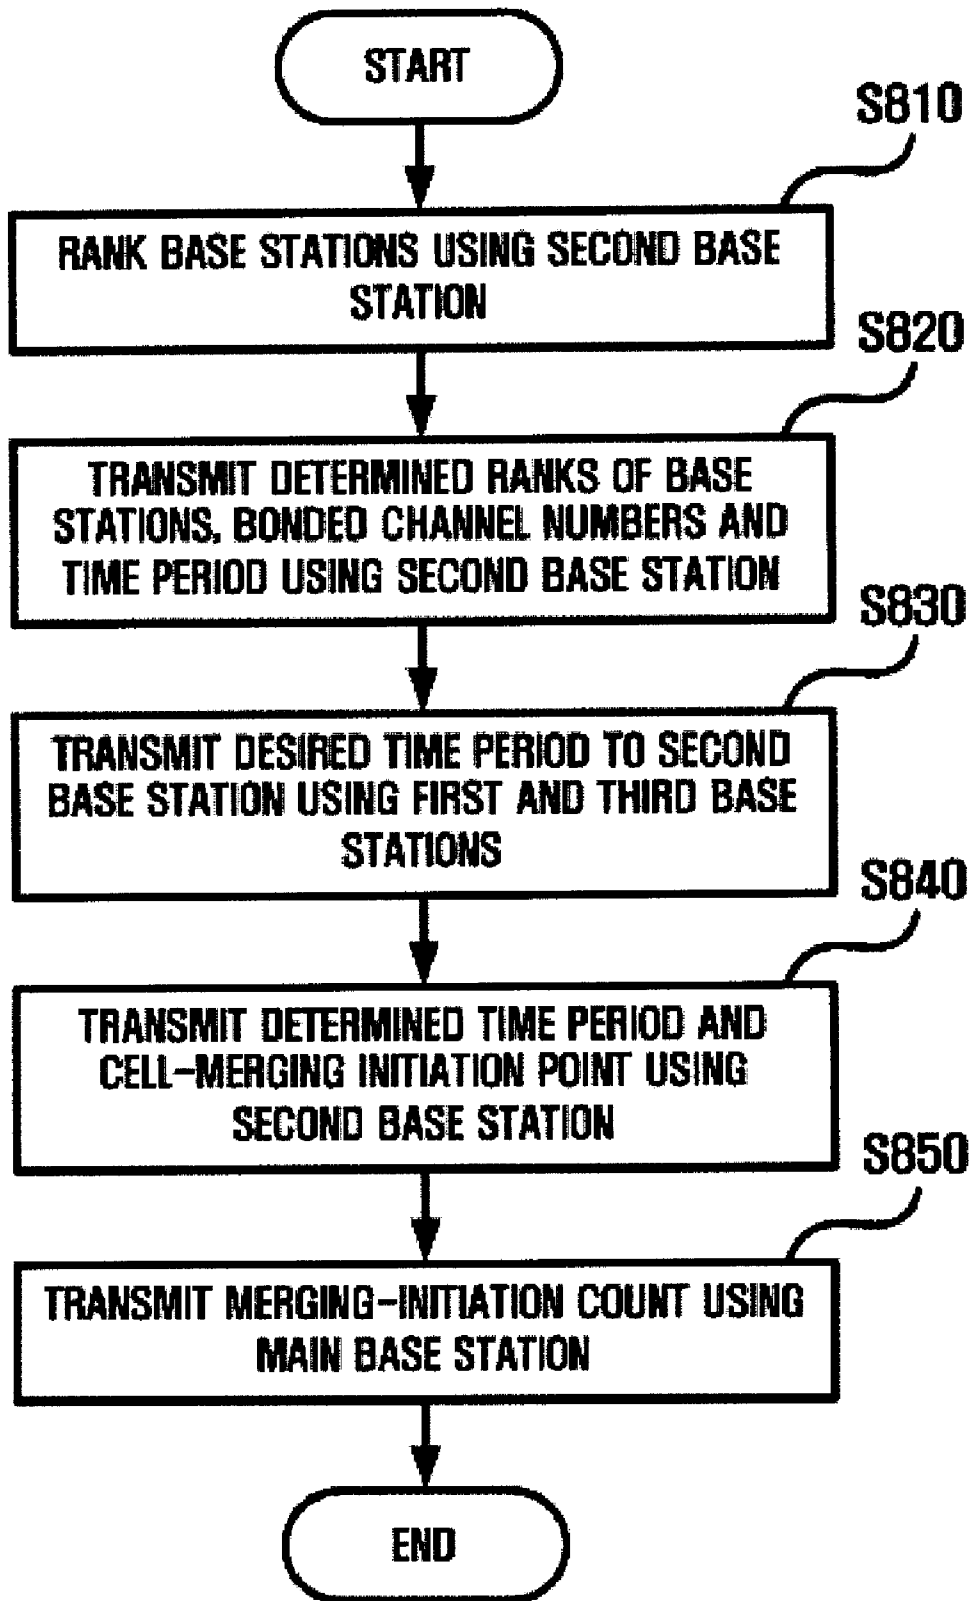 START
S810
RANK BASE STATIONS USING SECOND BASE
STATION
S820
TRANSMIT DETERMINED RANKS OF BASE
STATIONS, BONDED CHANNEL NUMBERS AND
TIME PERIOD USING SECOND BASE STATION
S830
TRANSMIT DESIRED TIME PERIOD TO SECOND
BASE STATION USING FIRST AND THIRD BASE
STATIONS
S840
TRANSMIT DETERMINED TIME PERIOD AND
CELL-MERGING INITIATION POINT USING
SECOND BASE STATION
S850
TRANSMIT MERGING-INITIATION COUNT USING
MAIN BASE STATION
END